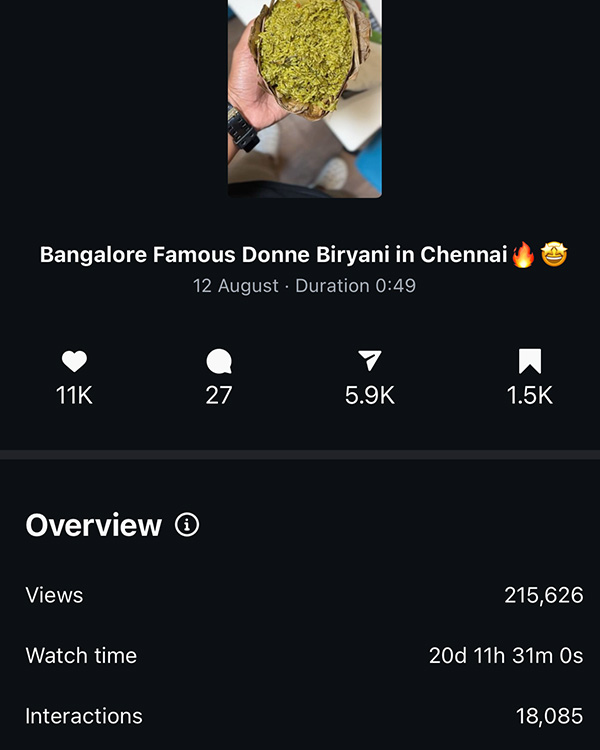 Bangalore Famous Donne Biryani in Chennai🔥🤩
12 August · Duration 0:49
11K 27 5.9K 1.5K
Overview
Views 215,626
Watch time 20d 11h 31m 0s
Interactions 18,085